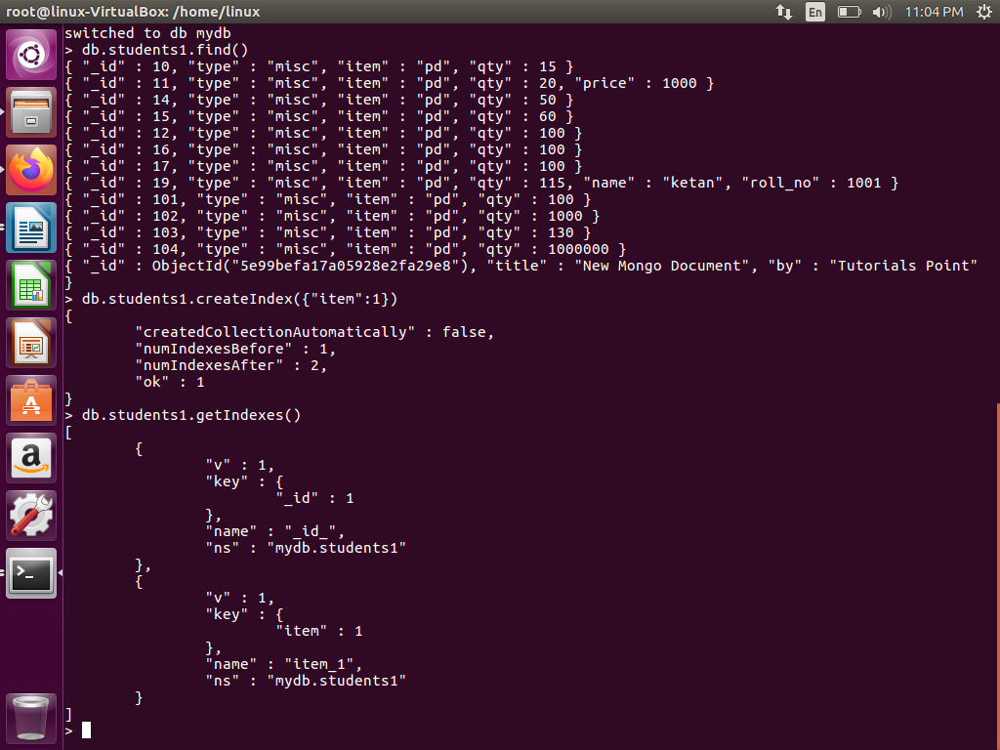 root@linux-VirtualBox: /home/linux
En
11:04 PM
switched to db mydb
> db.students1.find()
{ "_id" : 10, "type" : "misc", "item" : "pd", "qty" : 15 }
{ "_id" : 11, "type" : "misc", "item" : "pd", "qty" : 20, "price" : 1000 }
{ "_id" : 14, "type" : "misc", "item" : "pd", "qty" : 50 }
{ "_id" : 15, "type" : "misc", "item" : "pd", "qty" : 60 }
{ "_id" : 12, "type" : "misc", "item" : "pd", "qty" : 100 }
{ "_id" : 16, "type" : "misc", "item" : "pd", "qty" : 100 }
{ "_id" : 17, "type" : "misc", "item" : "pd", "qty" : 100 }
{ "_id" : 19, "type" : "misc", "item" : "pd", "qty" : 115, "name" : "ketan", "roll_no" : 1001 }
{ "_id" : 101, "type" : "misc", "item" : "pd", "qty" : 100 }
{ "_id" : 102, "type" : "misc", "item" : "pd", "qty" : 1000 }
{ "_id" : 103, "type" : "misc", "item" : "pd", "qty" : 130 }
{ "_id" : 104, "type" : "misc", "item" : "pd", "qty" : 1000000 }
{ "_id" : ObjectId("5e99befa17a05928e2fa29e8"), "title" : "New Mongo Document", "by" : "Tutorials Point"
}
> db.students1.createIndex({"item":1})
{
"createdCollectionAutomatically" : false,
"numIndexesBefore" : 1,
"numIndexesAfter" : 2,
"ok" : 1
}
> db.students1.getIndexes()
[
{
"v" : 1,
"key" : {
"_id" : 1
},
"name" : "_id_",
"ns" : "mydb.students1"
},
{
"v" : 1,
"key" : {
"item" : 1
},
"name" : "item_1",
"ns" : "mydb.students1"
}
]
>